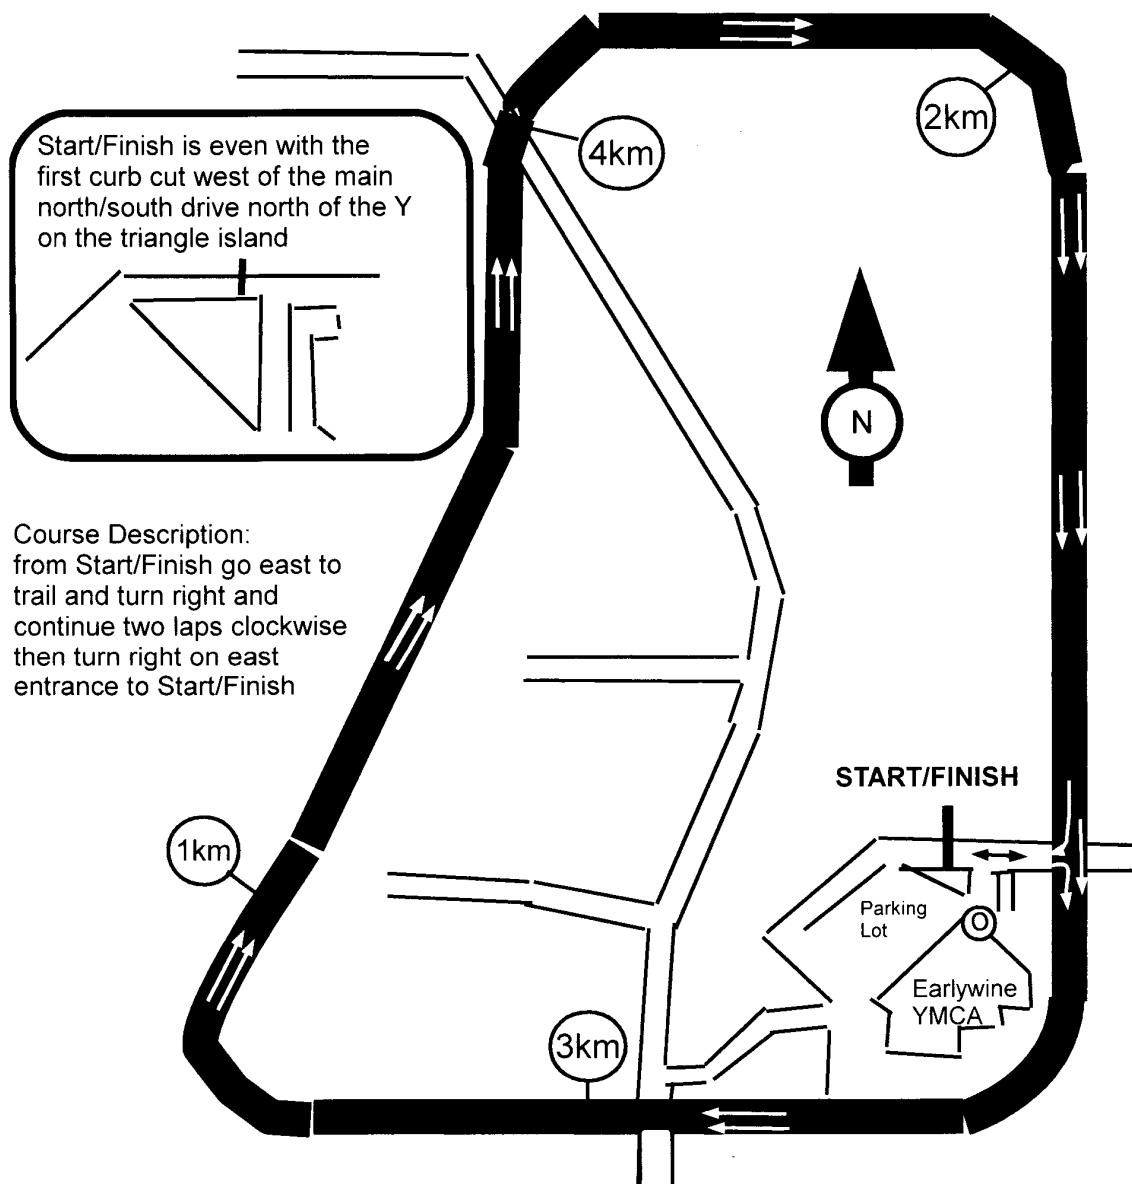 2km
4km
Start/Finish is even with the
first curb cut west of the main
north/south drive north of the Y
on the triangle island
N
Course Description:
from Start/Finish go east to
trail and turn right and
continue two laps clockwise
then turn right on east
entrance to Start/Finish
START/FINISH
1km
Parking
Lot
O
Earlywine
YMCA
3km